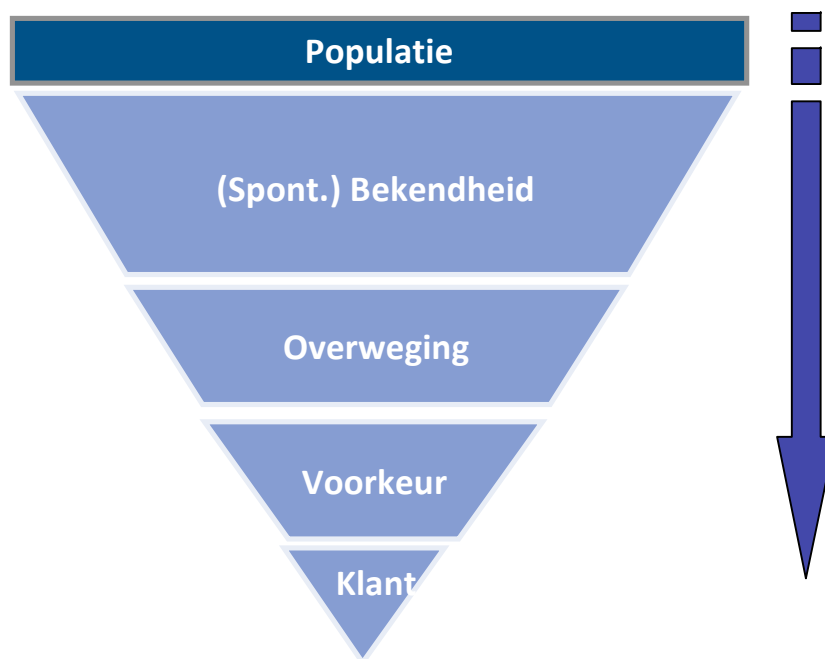 Populatie
(Spont.) Bekendheid
Overweging
Voorkeur
Klant